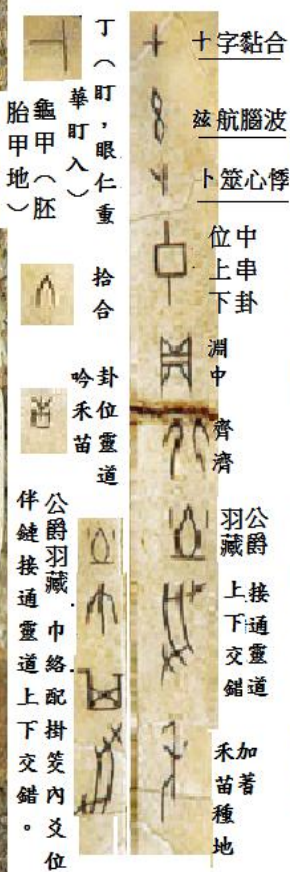 十字黏合
兹航腦波
卜筮心悸
中串卦
位上下
淵中
齊濟
公爵
羽藏
接通靈道
上下交錯
加著
禾苗種地
丁（盯，眼仁重
華盯入）
龜甲（胚
胎甲地）
拾合
卦位靈道
吟禾苗
公爵羽藏．巾絡配掛筊內爻位
伴鏈接通靈道上下交錯。